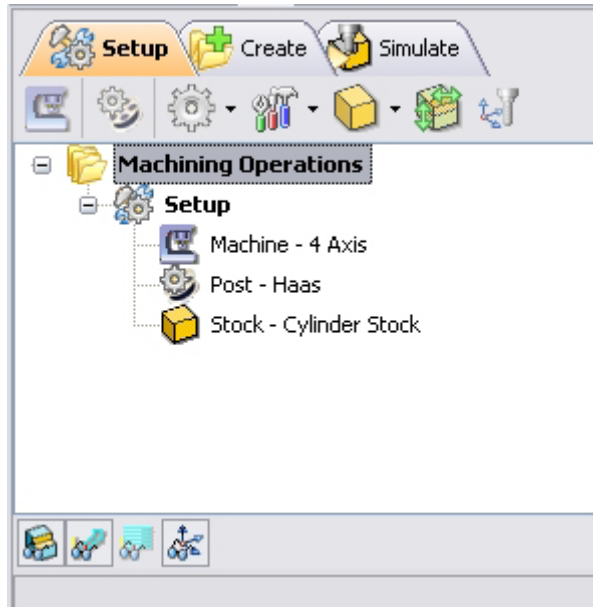 Setup Create Simulate
Machining Operations
Setup
Machine - 4 Axis
Post - Haas
Stock - Cylinder Stock